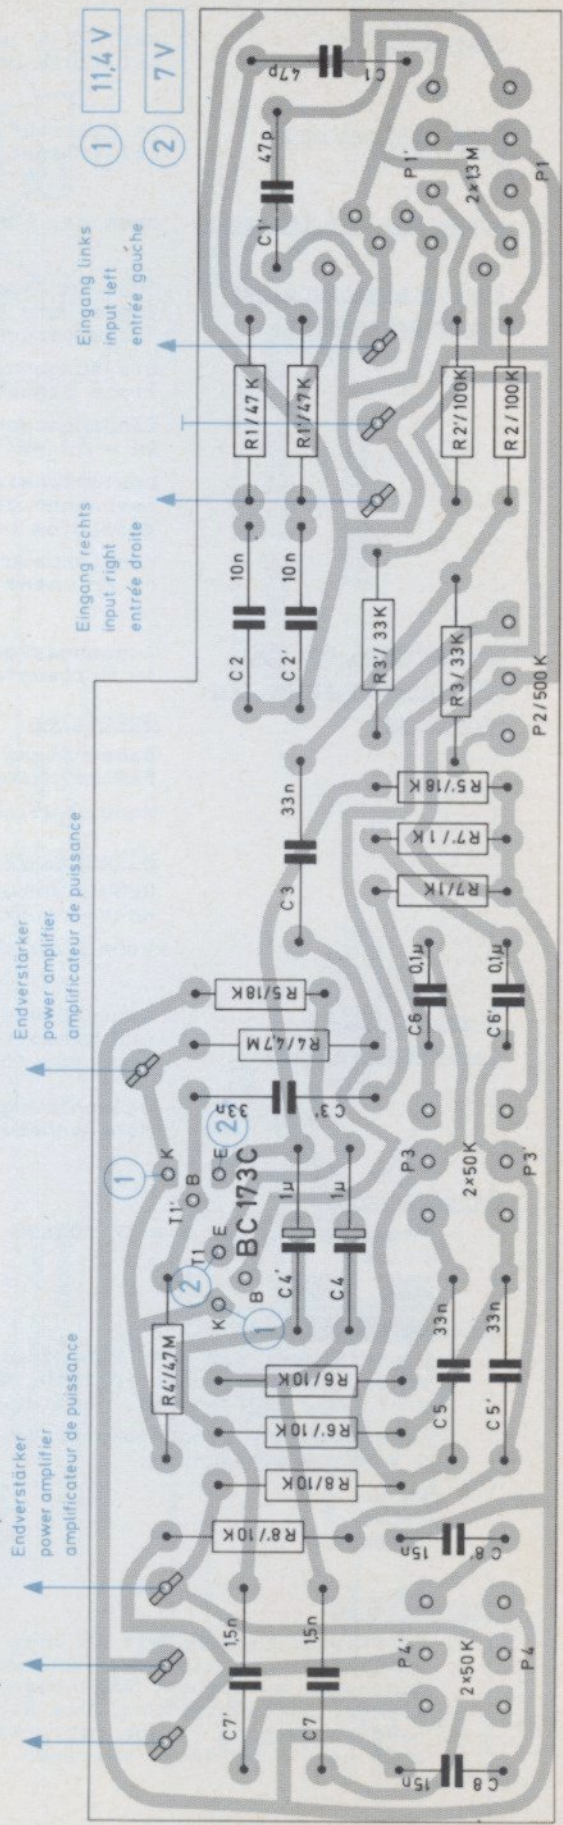 Endverstärker
power amplifier
amplificateur de puissance
Endverstärker
power amplifier
amplificateur de puissance
Eingang rechts
input right
entrée droite
Eingang links
input left
entrée gauche
1 11,4 V
2 7 V
R4'/4,7M
K
T1'
B
1
T1
E
2
E
2
K
B
1
BC 173C
33n
C3'
R4/4,7M
R5/18K
C2
10n
R1/47K
C1'
47p
47p
C1
C2'
10n
R1'/47K
R8'/10K
R8/10K
R6'/10K
R6/10K
C7'
1,5n
C7
1,5n
C4'
1µ
C4
1µ
C3
33n
R3'/33K
R3/33K
R2'/100K
R2/100K
P1'
2x1,3M
P1
R7/1K
R7'/1K
R5'/18K
C6
0,1µ
C6'
0,1µ
P2/500K
P3
2x50K
P3'
C5
33n
C5'
33n
15n
C8'
P4'
2x50K
P4
15n
C8